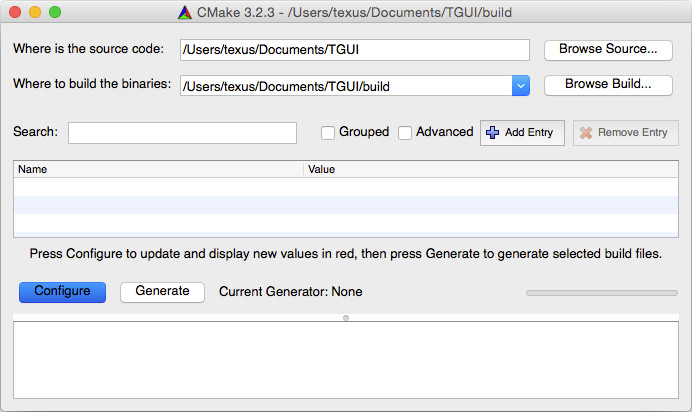 CMake 3.2.3 - /Users/texus/Documents/TGUI/build
Where is the source code: /Users/texus/Documents/TGUI Browse Source...
Where to build the binaries: /Users/texus/Documents/TGUI/build Browse Build...
Search: Grouped Advanced Add Entry Remove Entry
Name Value
Press Configure to update and display new values in red, then press Generate to generate selected build files.
Configure Generate Current Generator: None